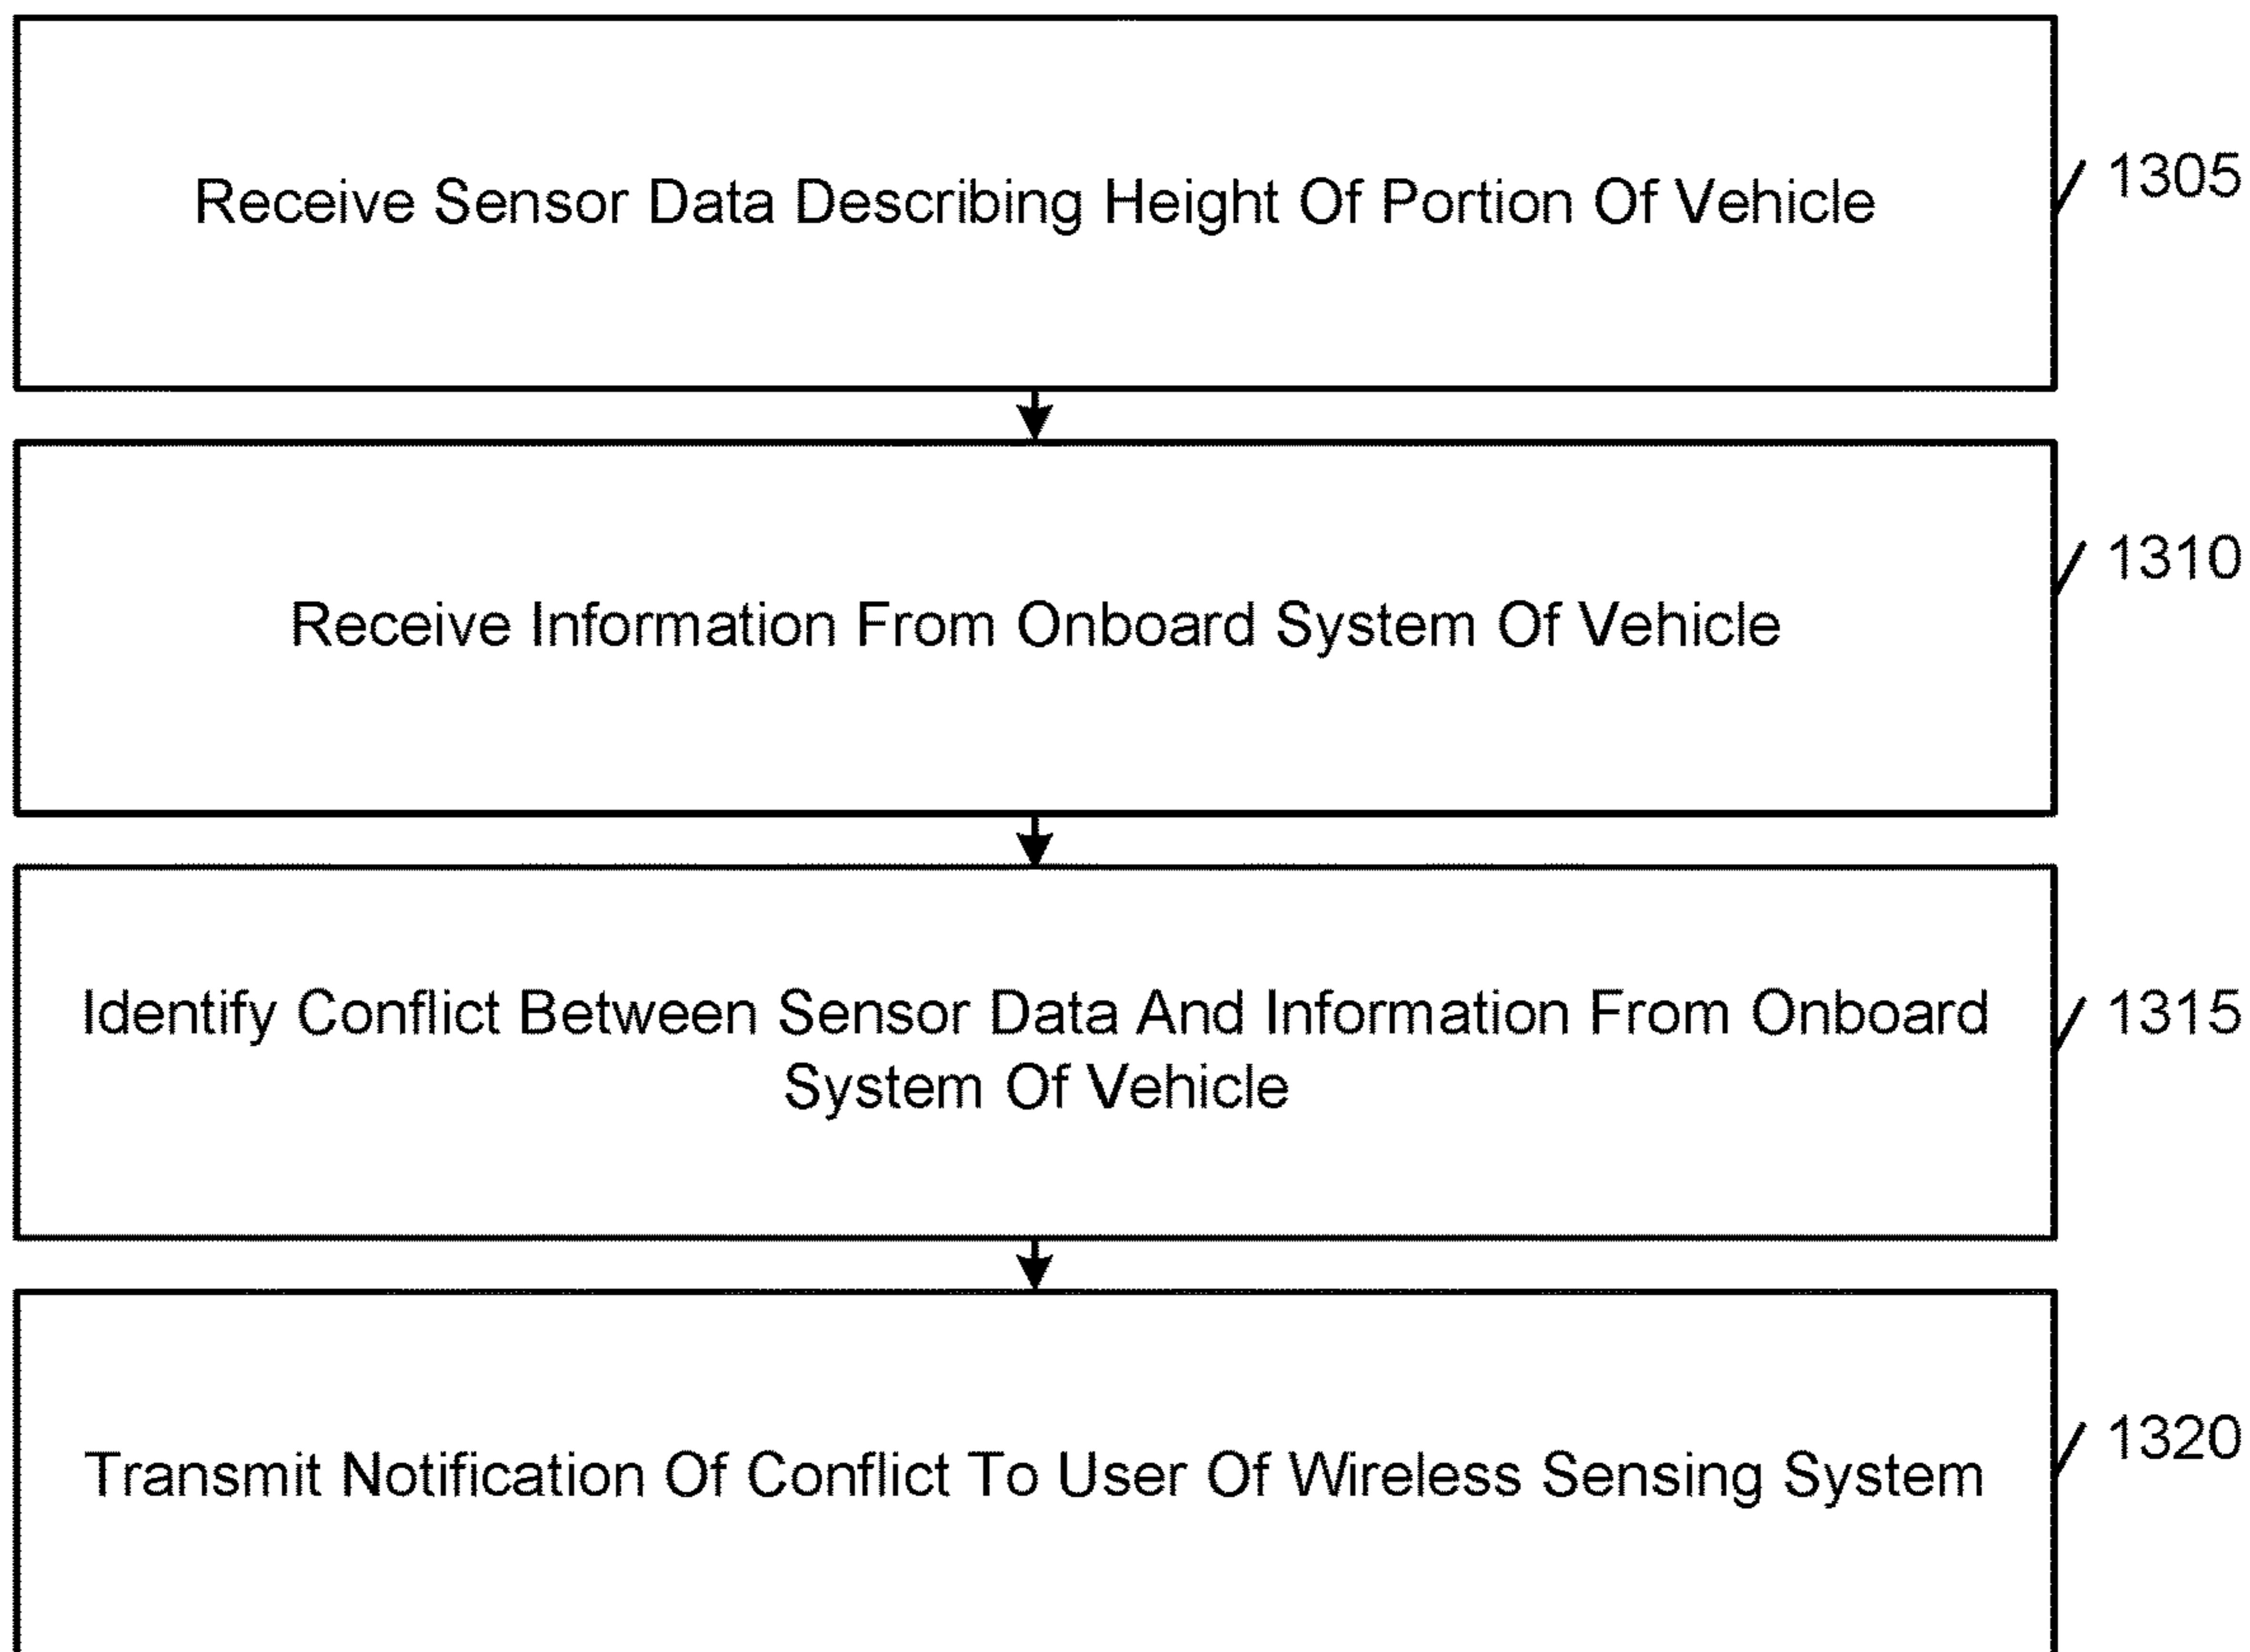 Receive Sensor Data Describing Height Of Portion Of Vehicle
1305
Receive Information From Onboard System Of Vehicle
1310
Identify Conflict Between Sensor Data And Information From Onboard
System Of Vehicle
1315
Transmit Notification Of Conflict To User Of Wireless Sensing System
1320